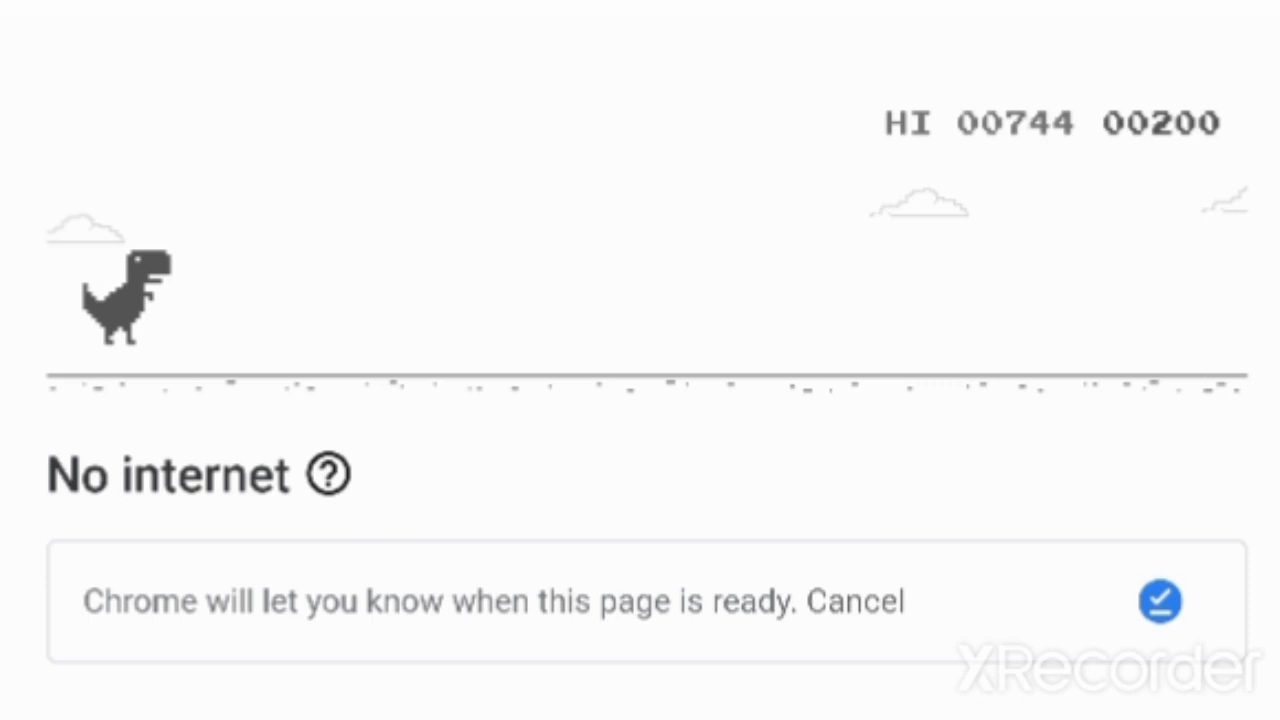 HI 00744 00200
No internet
Chrome will let you know when this page is ready. Cancel
XRecorder